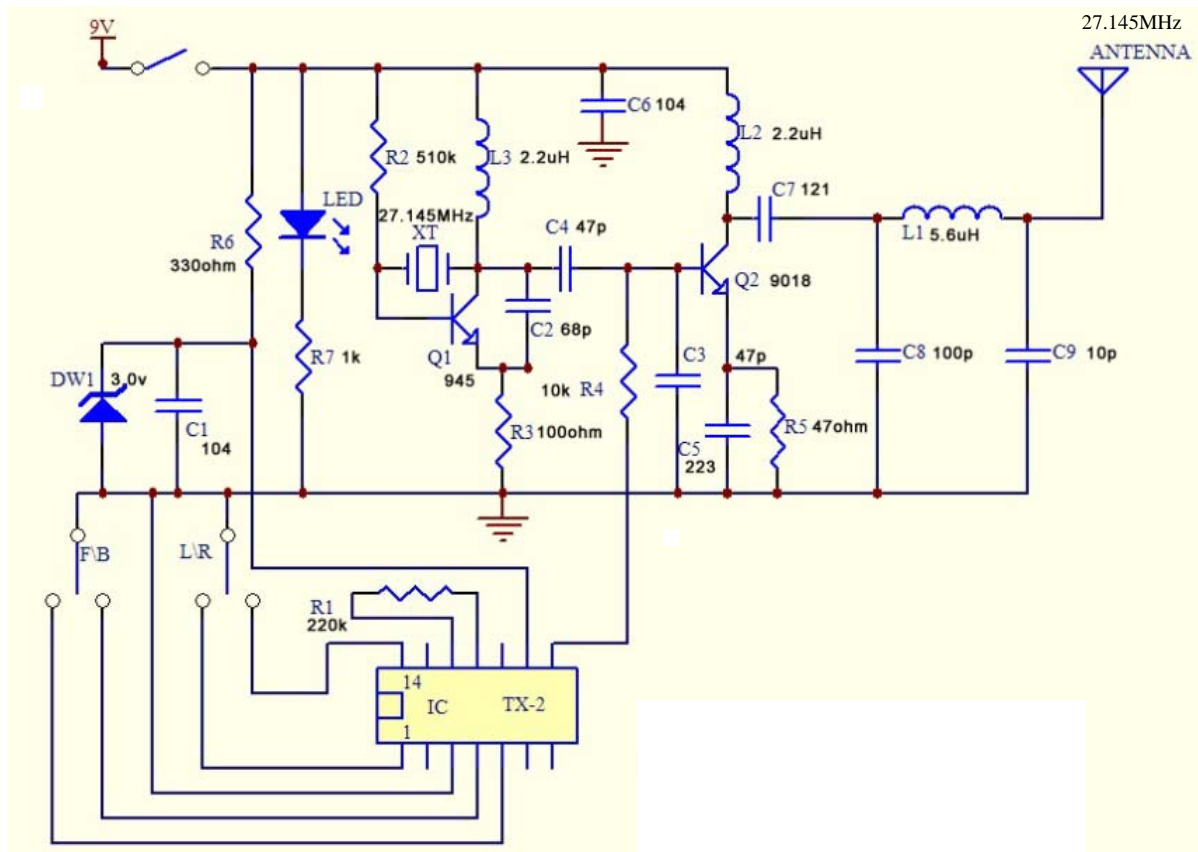 27.145MHz
9V
ANTENNA
C6 104
L2 2.2uH
R2 510k
L3 2.2uH
C7 121
LED
27.145MHz
XT
C4 47p
R6
330ohm
L1 5.6uH
Q2 9018
C2 68p
R7 1k
Q1
945
C3
47p
C8 100p
C9 10p
DW1 3.0v
10k R4
C1
104
R3 100ohm
R5 47ohm
C5
223
F\B
L\R
R1
220k
14
IC
TX-2
1